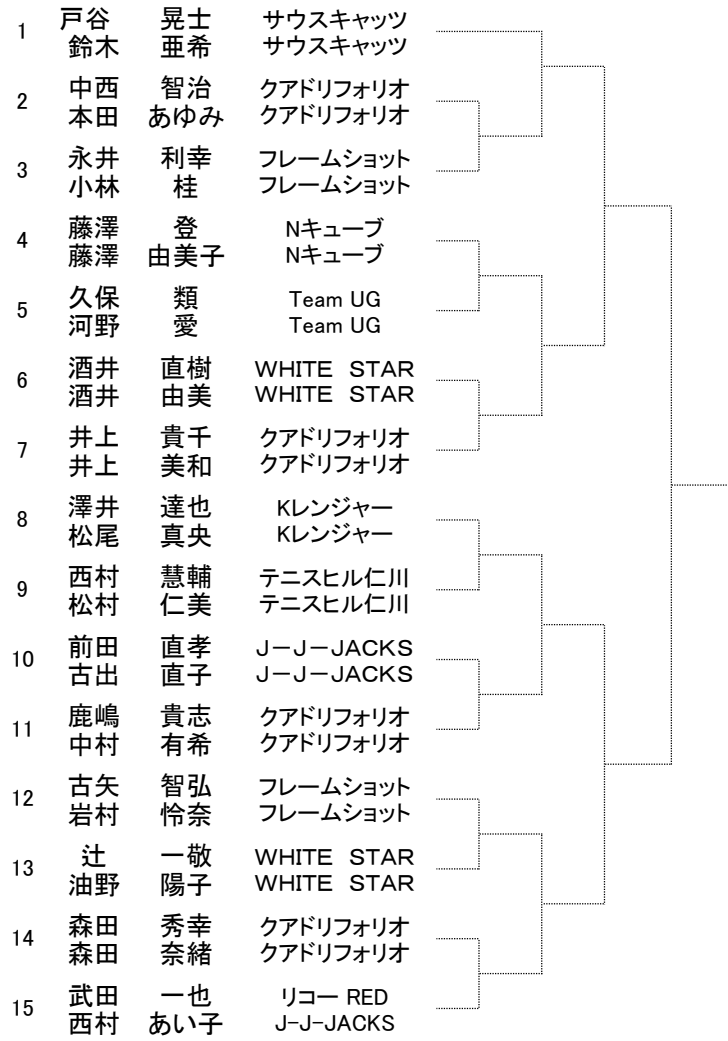 1 戸谷 晃士 サウスキャッツ
鈴木 亜希 サウスキャッツ
2 中西 智治 クアドリフォリオ
本田 あゆみ クアドリフォリオ
3 永井 利幸 フレームショット
小林 桂 フレームショット
4 藤澤 登 Nキューブ
藤澤 由美子 Nキューブ
5 久保 類 Team UG
河野 愛 Team UG
6 酒井 直樹 WHITE STAR
酒井 由美 WHITE STAR
7 井上 貴千 クアドリフォリオ
井上 美和 クアドリフォリオ
8 澤井 達也 Kレンジャー
松尾 真央 Kレンジャー
9 西村 慧輔 テニスヒル仁川
松村 仁美 テニスヒル仁川
10 前田 直孝 J－J－JACKS
古出 直子 J－J－JACKS
11 鹿嶋 貴志 クアドリフォリオ
中村 有希 クアドリフォリオ
12 古矢 智弘 フレームショット
岩村 怜奈 フレームショット
13 辻 一敬 WHITE STAR
油野 陽子 WHITE STAR
14 森田 秀幸 クアドリフォリオ
森田 奈緒 クアドリフォリオ
15 武田 一也 リコー RED
西村 あい子 J-J-JACKS